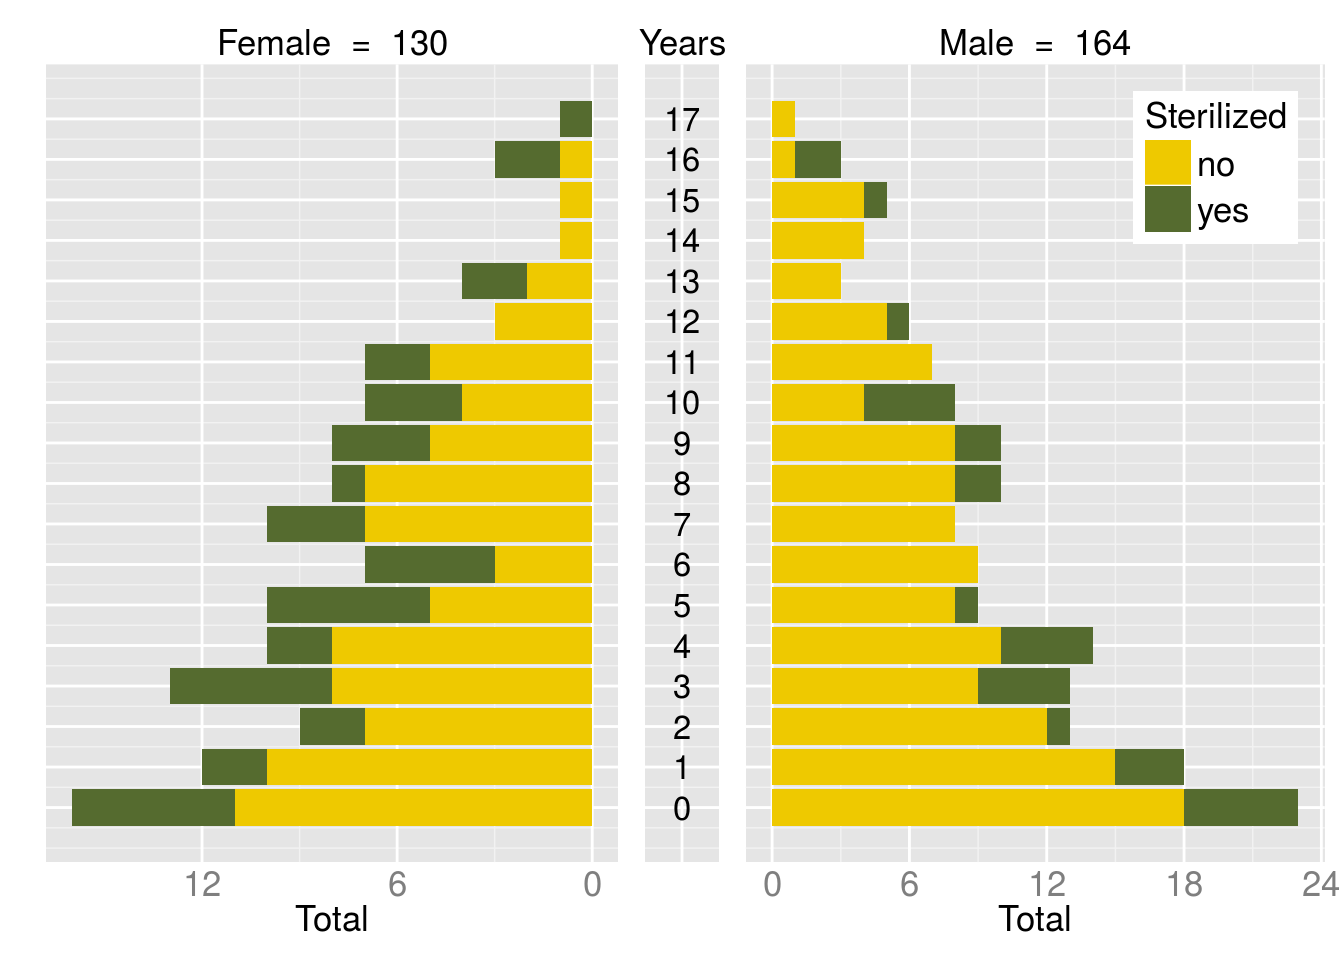 Female = 130
Years
Male = 164
Sterilized
no
yes
17
16
15
14
13
12
11
10
9
8
7
6
5
4
3
2
1
0
12 6 0
0 6 12 18 24
Total
Total